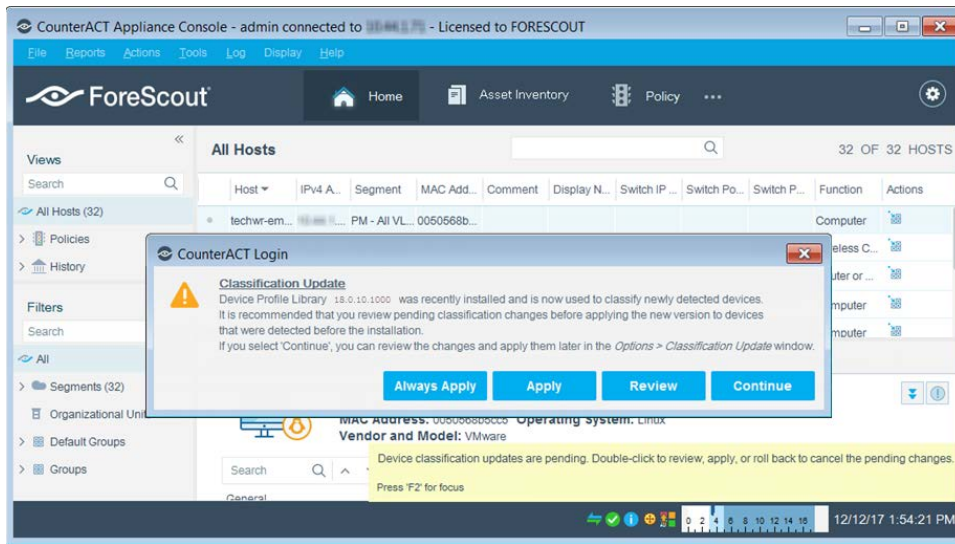 CounterACT Appliance Console - admin connected to - Licensed to FORESCOUT
File Reports Actions Tools Log Display Help
ForeScout
Home
Asset Inventory
Policy
Views
Search
All Hosts (32)
Policies
History
Filters
Search
All
Segments (32)
Organizational Unit
Default Groups
Groups
All Hosts
32 OF 32 HOSTS
Host IPv4 A... Segment MAC Add... Comment Display N... Switch IP ... Switch Po... Switch P... Function Actions
techwr-em... PM - All VL... 0050568b... Computer
eless C...
uter or ...
mputer
mputer
CounterACT Login
Classification Update
Device Profile Library 18.0.10.1000 was recently installed and is now used to classify newly detected devices.
It is recommended that you review pending classification changes before applying the new version to devices
that were detected before the installation.
If you select 'Continue', you can review the changes and apply them later in the Options > Classification Update window.
Always Apply
Apply
Review
Continue
MAC Address: Operating System: Linux
Vendor and Model: VMware
Search
General
Device classification updates are pending. Double-click to review, apply, or roll back to cancel the pending changes.
Press 'F2' for focus
0 2 4 6 8 10 12 14 16
12/12/17 1:54:21 PM